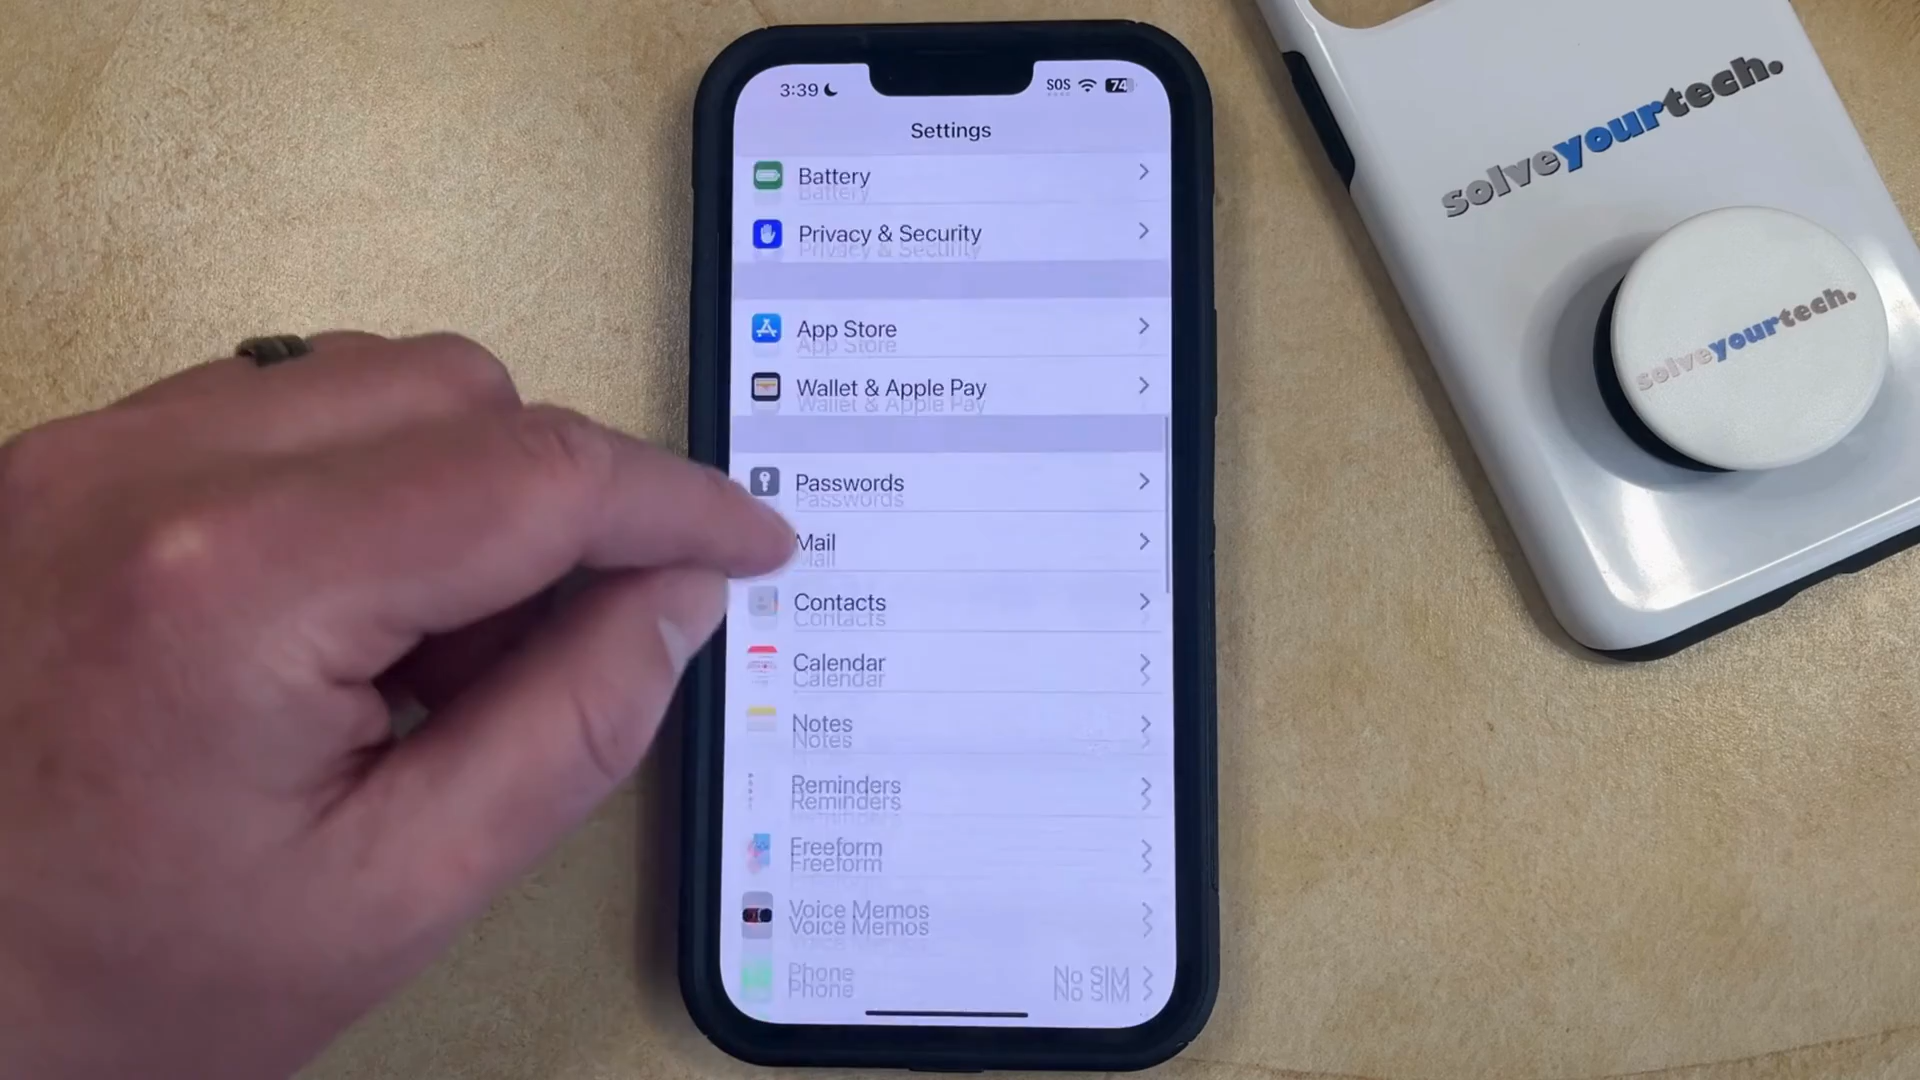 3:39
SOS
74
Settings
Battery
Privacy & Security
App Store
Wallet & Apple Pay
Passwords
Mail
Contacts
Calendar
Notes
Reminders
Freeform
Voice Memos
Phone No SIM
solveyourtech.
solveyourtech.